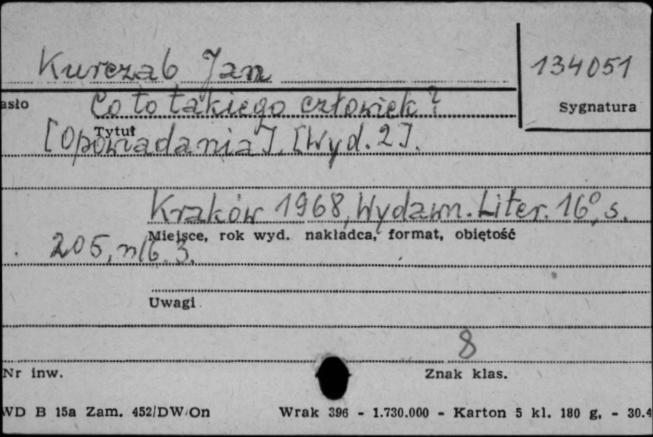 Kurczab Jan
134051
asło
Sygnatura
Co to takiego człowiek?
Tytuł
[Opowiadania]. [Wyd. 2].
Kraków 1968, Wydawn. Liter. 16°, s.
Miejsce, rok wyd. nakładca, format, objętość
205, nlb. 3.
Uwagi
8
Nr inw.
Znak klas.
WD B 15a Zam. 452/DW/On
Wrak 396 - 1.730.000 - Karton 5 kl. 180 g. - 30.4